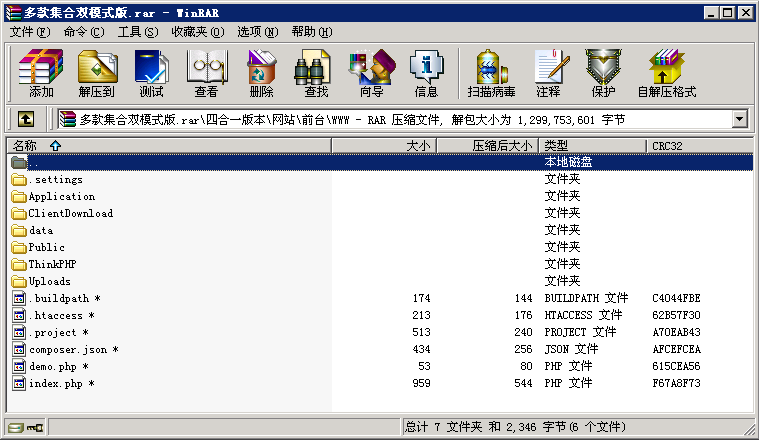 多款集合双模式版.rar - WinRAR
文件(F) 命令(C) 工具(S) 收藏夹(O) 选项(N) 帮助(H)
添加 解压到 测试 查看 删除 查找 向导 信息 扫描病毒 注释 保护 自解压格式
多款集合双模式版.rar\四合一版本\网站\前台\WWW - RAR 压缩文件, 解包大小为 1,299,753,601 字节
名称 大小 压缩后大小 类型 CRC32
.. 本地磁盘
.settings 文件夹
Application 文件夹
ClientDownload 文件夹
data 文件夹
Public 文件夹
ThinkPHP 文件夹
Uploads 文件夹
.buildpath * 174 144 BUILDPATH 文件 C4044FBE
.htaccess * 213 176 HTACCESS 文件 62B57F30
.project * 513 240 PROJECT 文件 A70EAB43
composer.json * 434 256 JSON 文件 AFCEFCEA
demo.php * 53 80 PHP 文件 615CEA56
index.php * 959 544 PHP 文件 F67A8F73
总计 7 文件夹 和 2,346 字节(6 个文件)